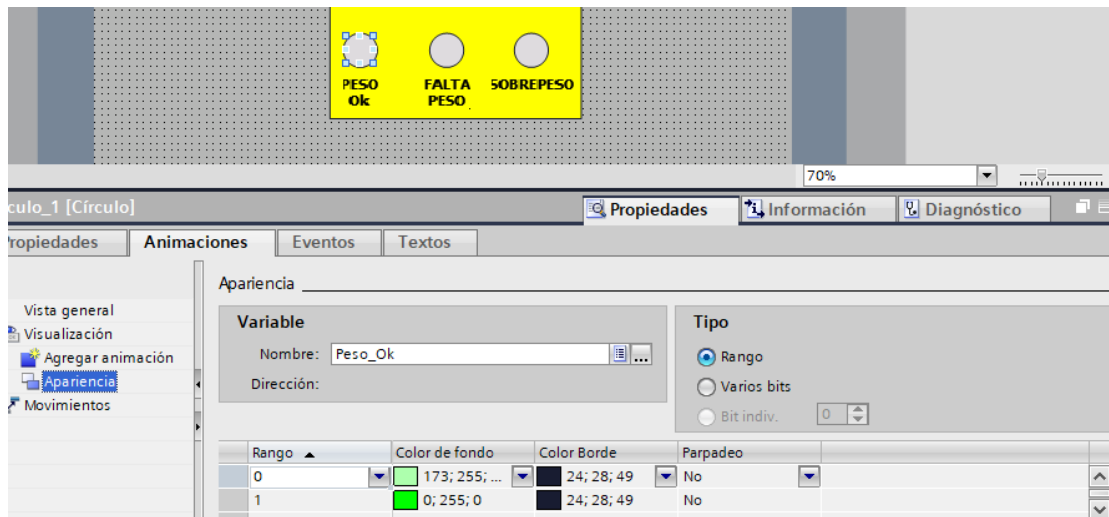 PESO
Ok
FALTA
PESO
SOBREPESO
70%
culo_1 [Círculo]
Propiedades
Información
Diagnóstico
Propiedades
Animaciones
Eventos
Textos
Vista general
Visualización
Agregar animación
Apariencia
Movimientos
Apariencia
Variable
Nombre: Peso_Ok
Dirección:
Tipo
Rango
Varios bits
Bit indiv. 0
Rango Color de fondo Color Borde Parpadeo
0 173; 255; ... 24; 28; 49 No
1 0; 255; 0 24; 28; 49 No